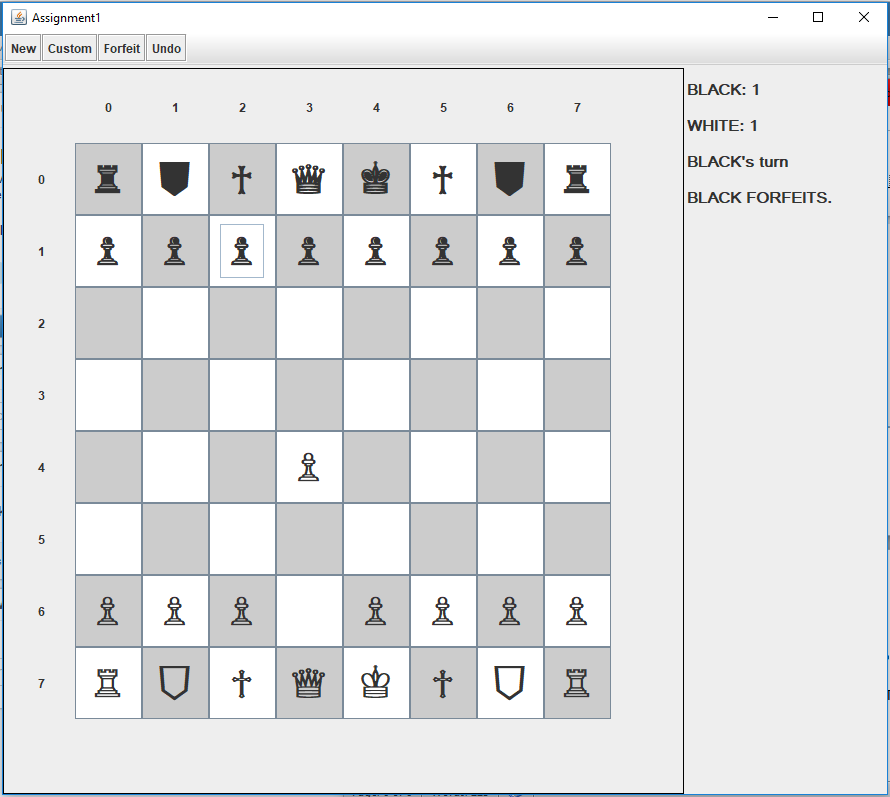 Assignment1
New Custom Forfeit Undo
BLACK: 1
WHITE: 1
BLACK's turn
BLACK FORFEITS.
0 1 2 3 4 5 6 7
0
1
2
3
4
5
6
7